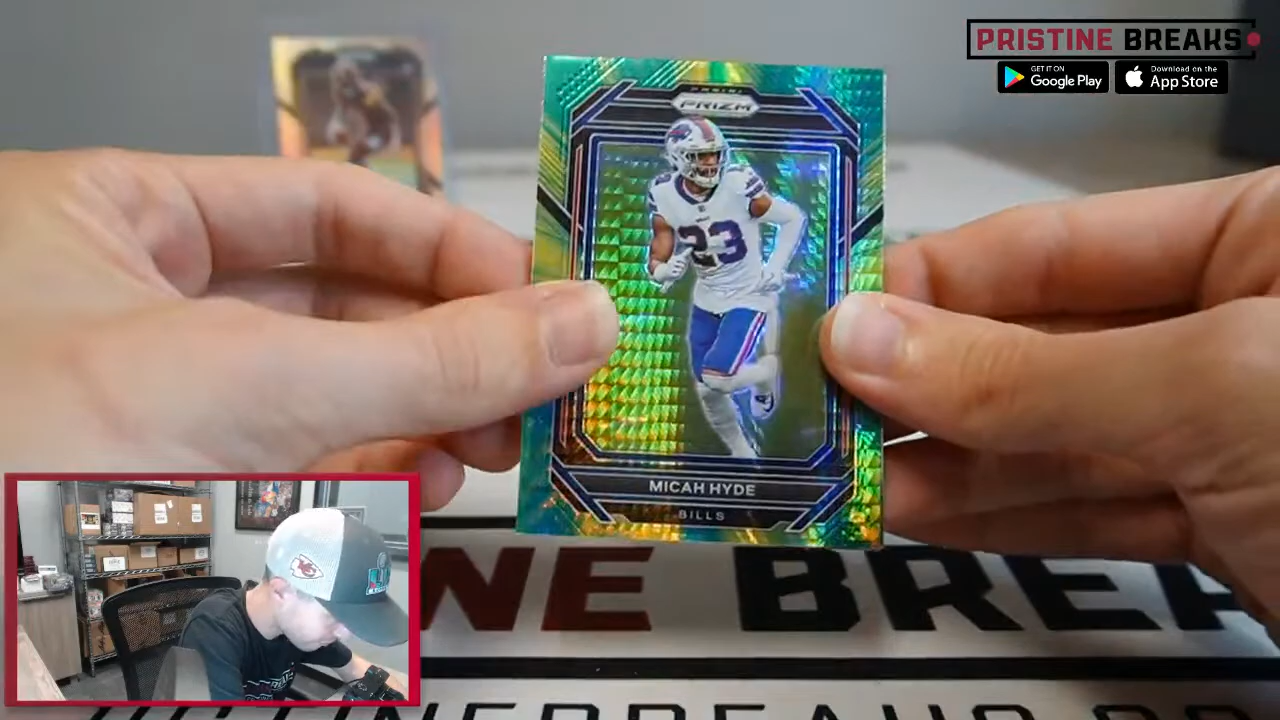 PRISTINE BREAKS
GET IT ON
Google Play
Download on the
App Store
PANINI
PRIZM
23
MICAH HYDE
BILLS
NE BREA